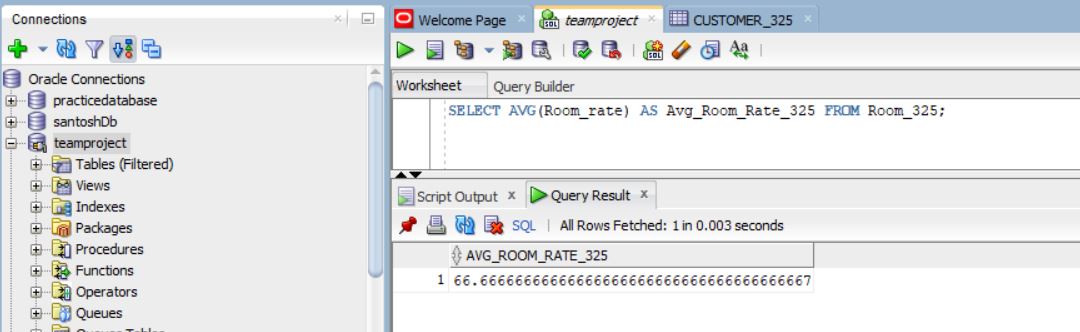 Connections
Welcome Page
teamproject
CUSTOMER_325
Oracle Connections
practicedatabase
santoshDb
teamproject
Tables (Filtered)
Views
Indexes
Packages
Procedures
Functions
Operators
Queues
Queues Tables
Worksheet
Query Builder
SELECT AVG(Room_rate) AS Avg_Room_Rate_325 FROM Room_325;
Script Output x
Query Result x
SQL | All Rows Fetched: 1 in 0.003 seconds
AVG_ROOM_RATE_325
1 66.6666666666666666666666666666666666667